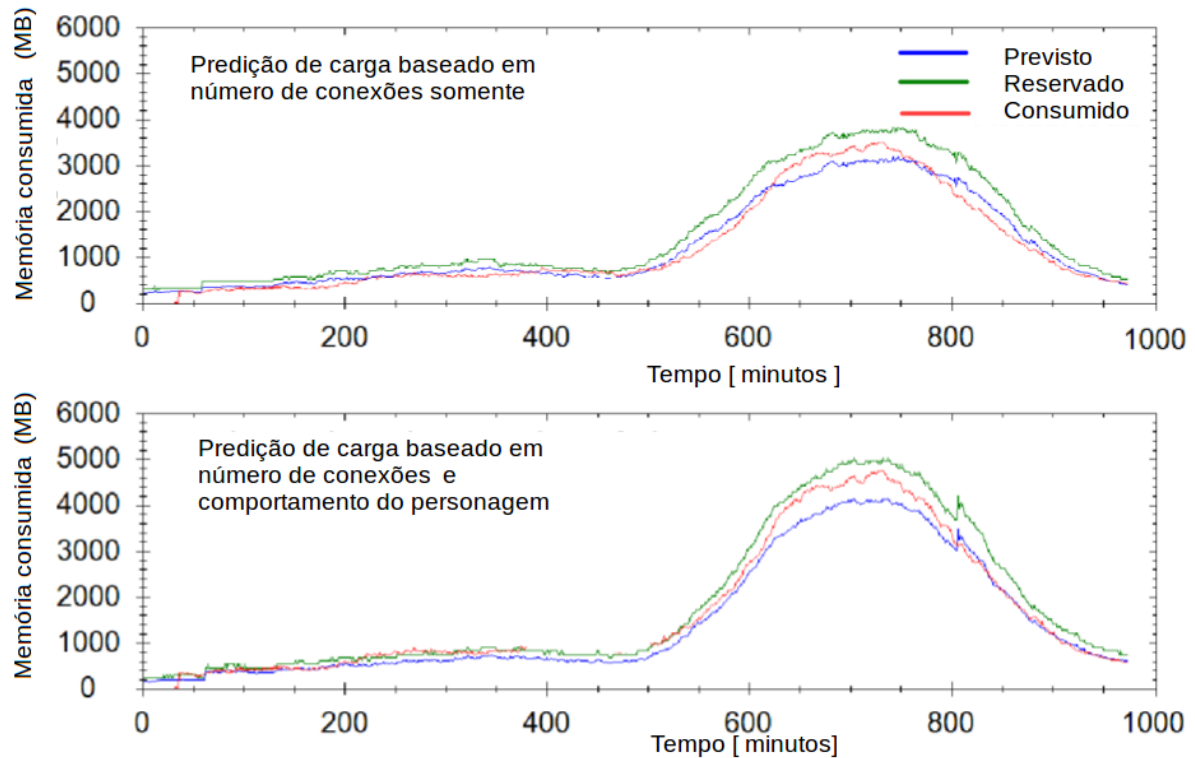 Memória consumida (MB)
6000
5000
4000
3000
2000
1000
0
Predição de carga baseado em
número de conexões somente
Previsto
Reservado
Consumido
0 200 400 600 800 1000
Tempo [ minutos ]
Memória consumida (MB)
6000
5000
4000
3000
2000
1000
0
Predição de carga baseado em
número de conexões e
comportamento do personagem
0 200 400 600 800 1000
Tempo [ minutos]